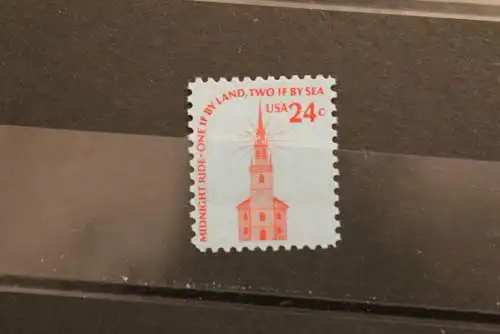 MIDNIGHT RIDE·ONE IF BY LAND, TWO IF BY SEA
USA 24c